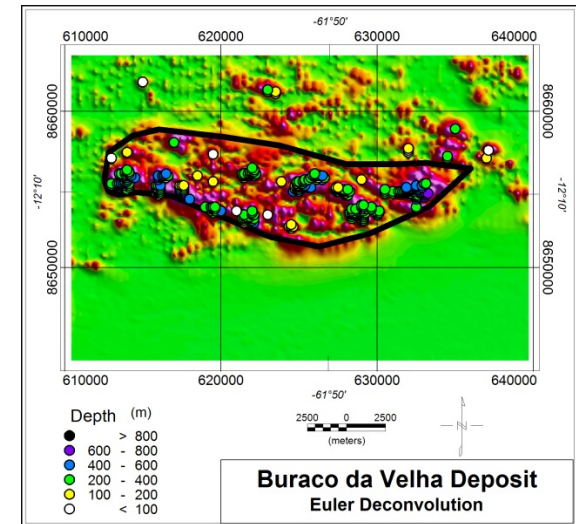 -61°50'
610000 620000 630000 640000
8660000 8660000
-12°10' -12°10'
8650000 8650000
610000 620000 630000 640000
-61°50'
Depth (m)
> 800
600 - 800
400 - 600
200 - 400
100 - 200
< 100
2500 0 2500
(meters)
N
Buraco da Velha Deposit
Euler Deconvolution